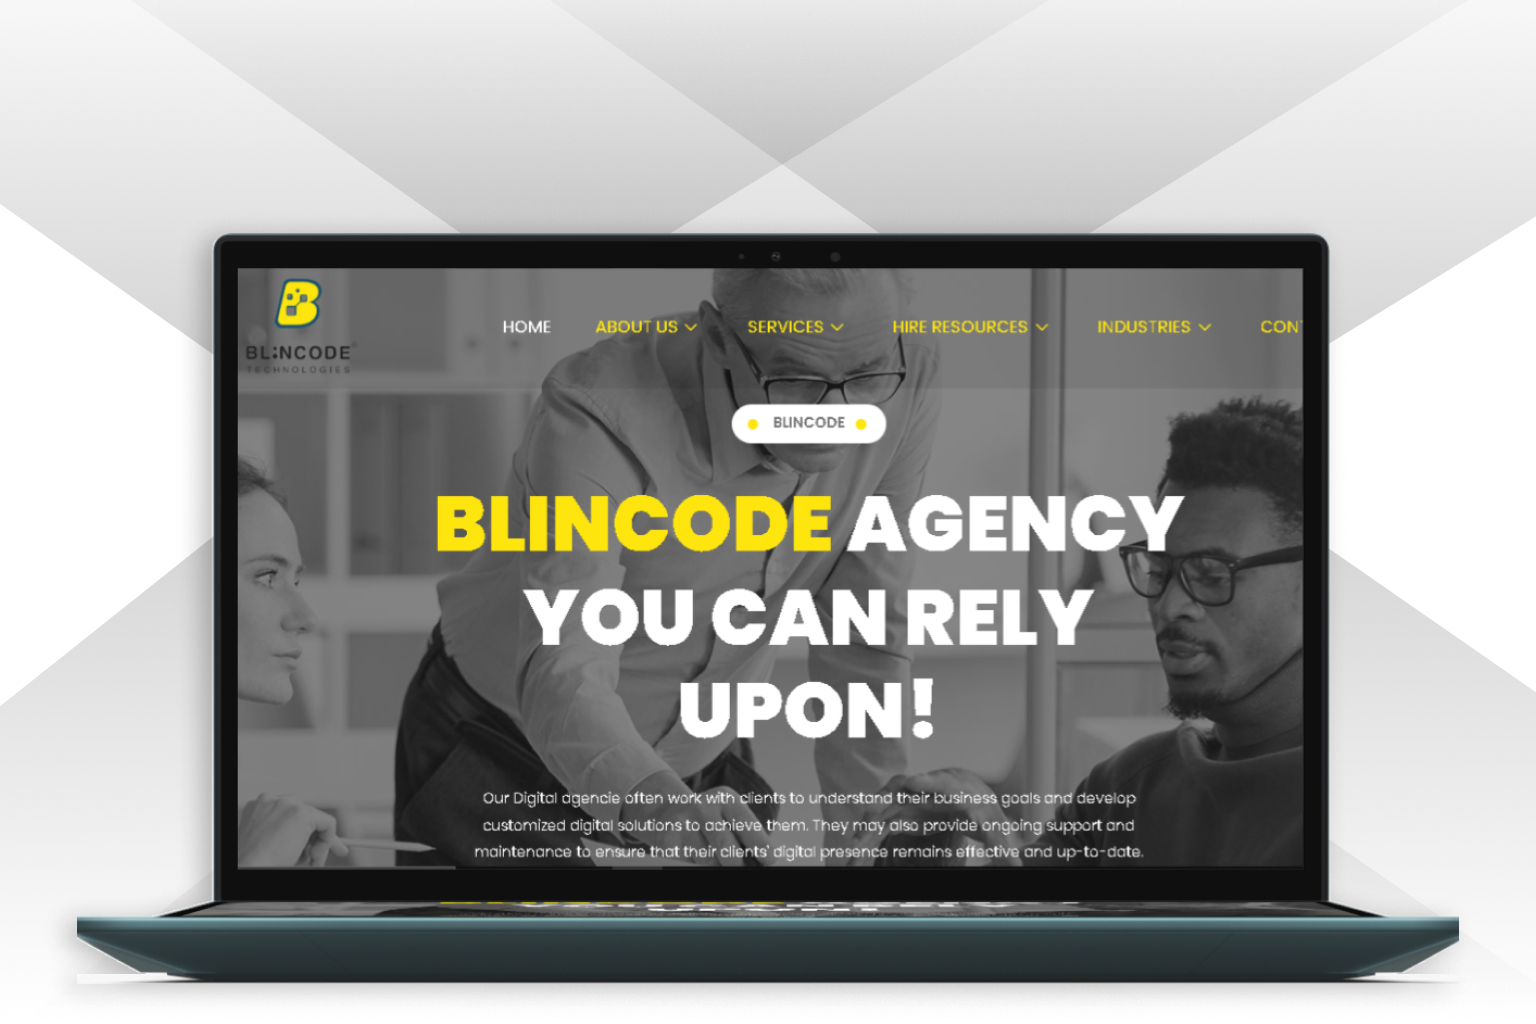 BLINCODE
TECHNOLOGIES
HOME ABOUT US SERVICES HIRE RESOURCES INDUSTRIES CON
BLINCODE
BLINCODE AGENCY
YOU CAN RELY
UPON!
Our Digital agencie often work with clients to understand their business goals and develop
customized digital solutions to achieve them. They may also provide ongoing support and
maintenance to ensure that their clients' digital presence remains effective and up-to-date.